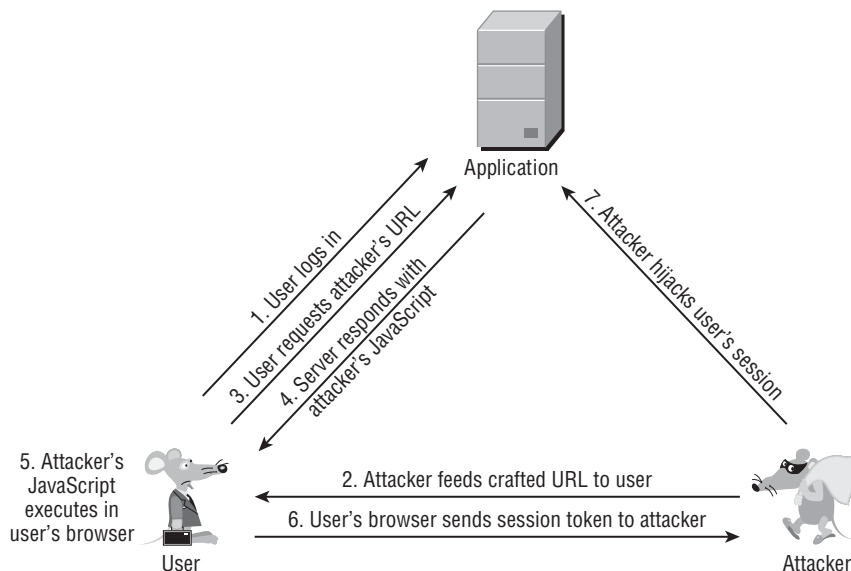 Application
1. User logs in
3. User requests attacker's URL
4. Server responds with
attacker's JavaScript
7. Attacker hijacks user's session
5. Attacker's
JavaScript
executes in
user's browser
2. Attacker feeds crafted URL to user
6. User's browser sends session token to attacker
User
Attacker